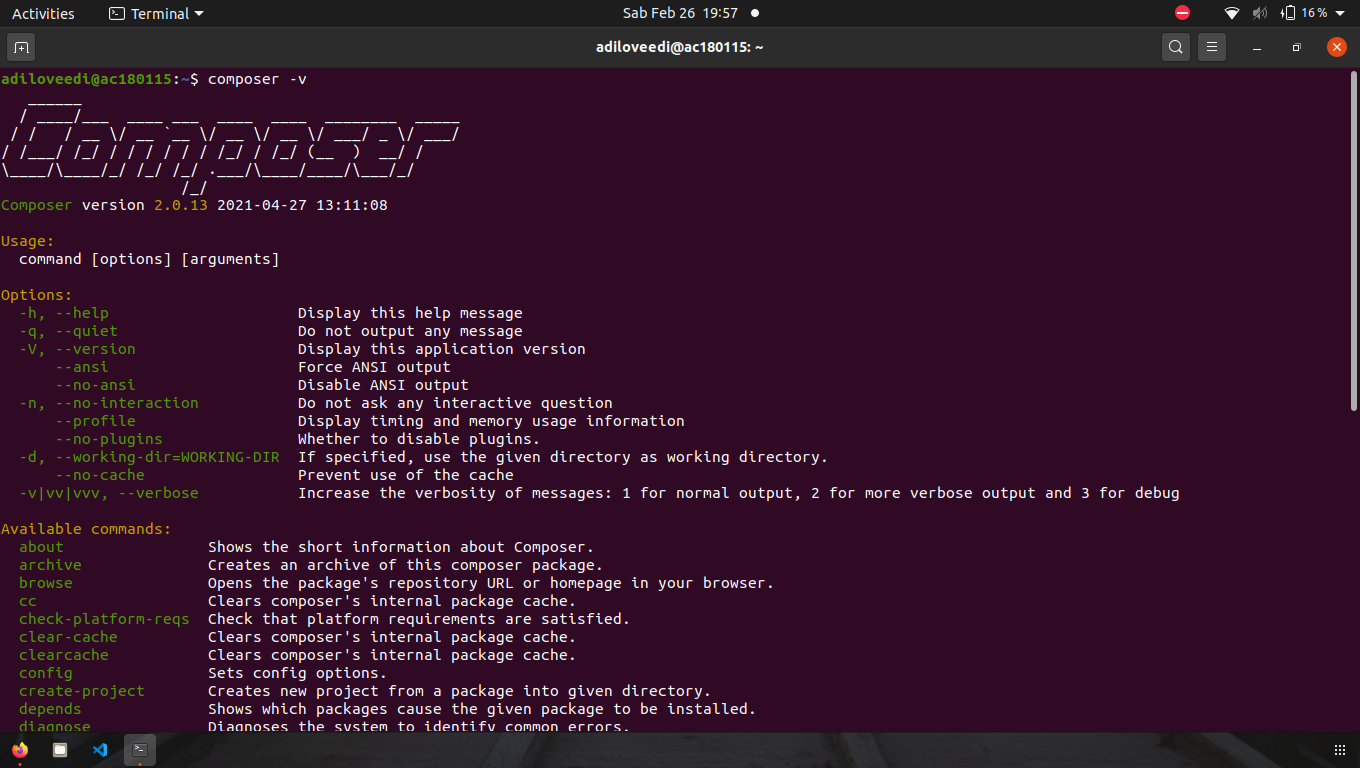 Activities Terminal Sab Feb 26 19:57 16 %
adiloveedi@ac180115: ~
adiloveedi@ac180115:~$ composer -v
   ______
  / ____/___  ____ ___  ____  ____  ________  _____
 / /   / __ \/ __ `__ \/ __ \/ __ \/ ___/ _ \/ ___/
/ /___/ /_/ / / / / / / /_/ / /_/ (__  )  __/ /
\____/\____/_/ /_/ /_/ .___/\____/____/\___/_/
                    /_/
Composer version 2.0.13 2021-04-27 13:11:08
Usage:
  command [options] [arguments]
Options:
  -h, --help                     Display this help message
  -q, --quiet                    Do not output any message
  -V, --version                  Display this application version
      --ansi                     Force ANSI output
      --no-ansi                  Disable ANSI output
  -n, --no-interaction           Do not ask any interactive question
      --profile                  Display timing and memory usage information
      --no-plugins               Whether to disable plugins.
  -d, --working-dir=WORKING-DIR  If specified, use the given directory as working directory.
      --no-cache                 Prevent use of the cache
  -v|vv|vvv, --verbose           Increase the verbosity of messages: 1 for normal output, 2 for more verbose output and 3 for debug
Available commands:
  about                Shows the short information about Composer.
  archive              Creates an archive of this composer package.
  browse               Opens the package's repository URL or homepage in your browser.
  cc                   Clears composer's internal package cache.
  check-platform-reqs  Check that platform requirements are satisfied.
  clear-cache          Clears composer's internal package cache.
  clearcache           Clears composer's internal package cache.
  config               Sets config options.
  create-project       Creates new project from a package into given directory.
  depends              Shows which packages cause the given package to be installed.
  diagnose             Diagnoses the system to identify common errors.